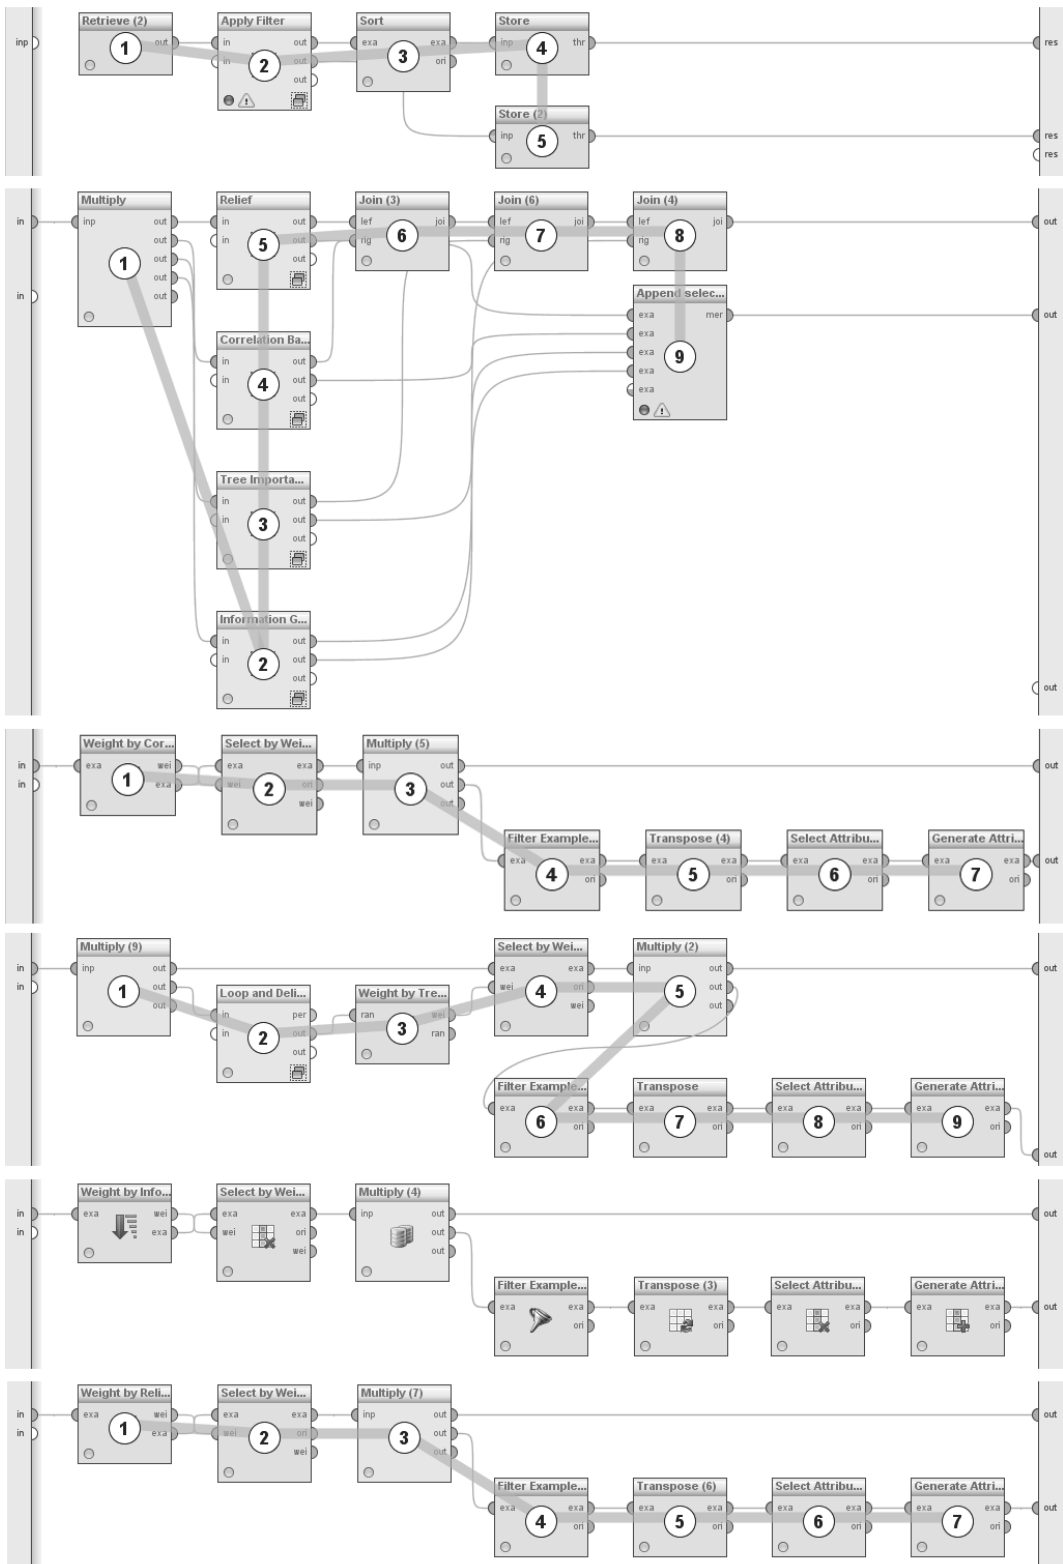 Retrieve (2) Apply Filter Sort Store
inp out in out exa exa inp thr res
1 2 3 4
in out ori
out
Store (2)
inp thr res
5
res
Multiply Relief Join (3) Join (6) Join (4)
in inp out in out lef joi lef joi lef joi out
out in out rig rig rig
1 5 6 7 8
out out
out
in out
Append selec...
exa mer out
exa
Correlation Ba...
in out exa
9
in out exa
4
out exa
Tree Importa...
in out
in out
3
out
Information G...
in out
in out
2
out
out
Weight by Cor... Select by Wei... Multiply (5)
in exa wei exa exa inp out out
in exa wei ori out
1 2 3
wei out
Filter Example... Transpose (4) Select Attribu... Generate Attri...
exa exa exa exa exa exa exa exa out
4 5 6 7
ori ori ori ori
Multiply (9) Select by Wei... Multiply (2)
in inp out exa exa inp out out
in out wei ori out
1 4 5
out wei out
Loop and Deli... Weight by Tre...
in per ran wei
in out ran
2 3
out
Filter Example... Transpose Select Attribu... Generate Attri...
exa exa exa exa exa exa exa exa
6 7 8 9
ori ori ori ori
out
Weight by Info... Select by Wei... Multiply (4)
in exa wei exa exa inp out out
in exa wei ori out
wei out
Filter Example... Transpose (3) Select Attribu... Generate Attri...
exa exa exa exa exa exa exa exa out
ori ori ori ori
Weight by Reli... Select by Wei... Multiply (7)
in exa wei exa exa inp out out
1 2 3
in exa wei ori out
wei out
Filter Example... Transpose (6) Select Attribu... Generate Attri...
exa exa exa exa exa exa exa exa out
4 5 6 7
ori ori ori ori